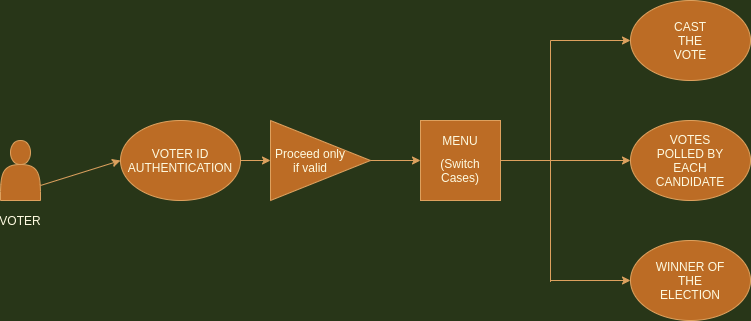 VOTER
VOTER ID
AUTHENTICATION
Proceed only
if valid
MENU
(Switch
Cases)
CAST
THE
VOTE
VOTES
POLLED BY
EACH
CANDIDATE
WINNER OF
THE
ELECTION